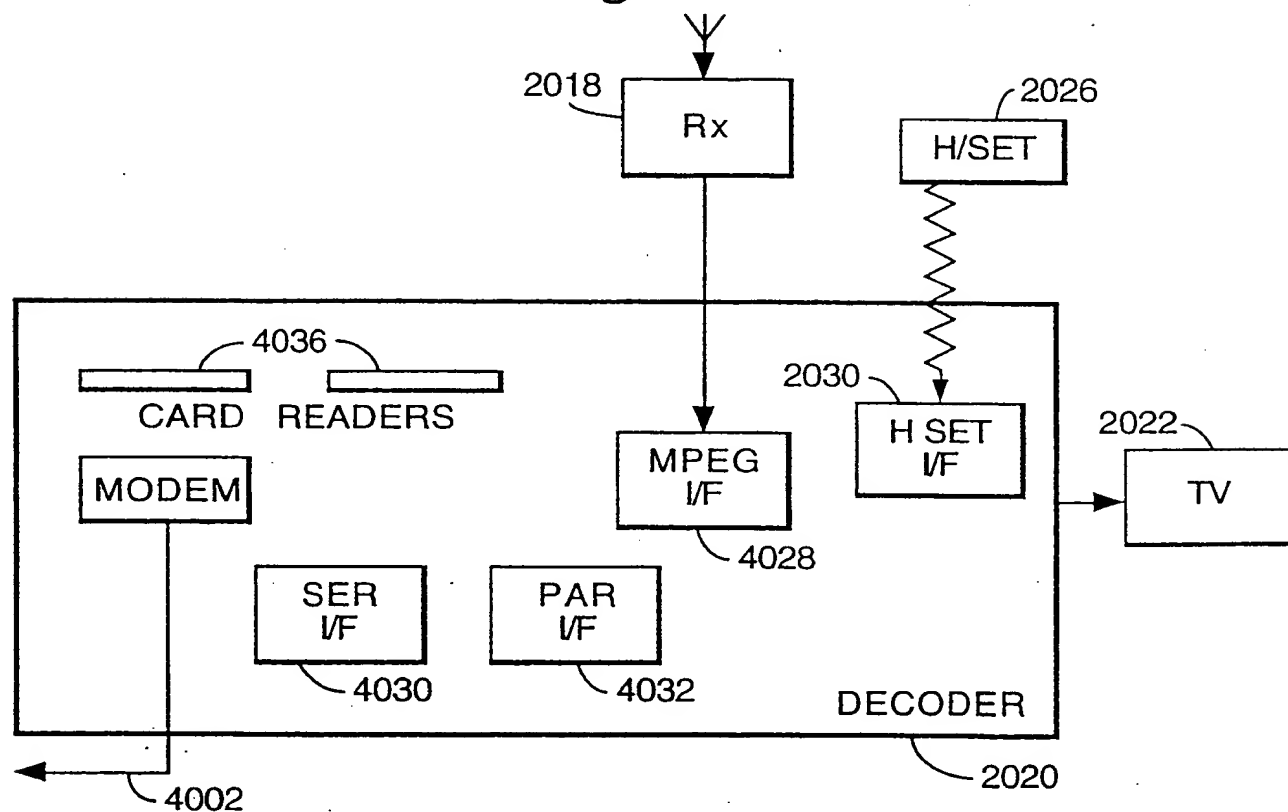 2018
Rx
2026
H/SET
4036
CARD READERS
2030
H SET
I/F
2022
TV
MODEM
MPEG
I/F
4028
SER
I/F
4030
PAR
I/F
4032
DECODER
2020
4002